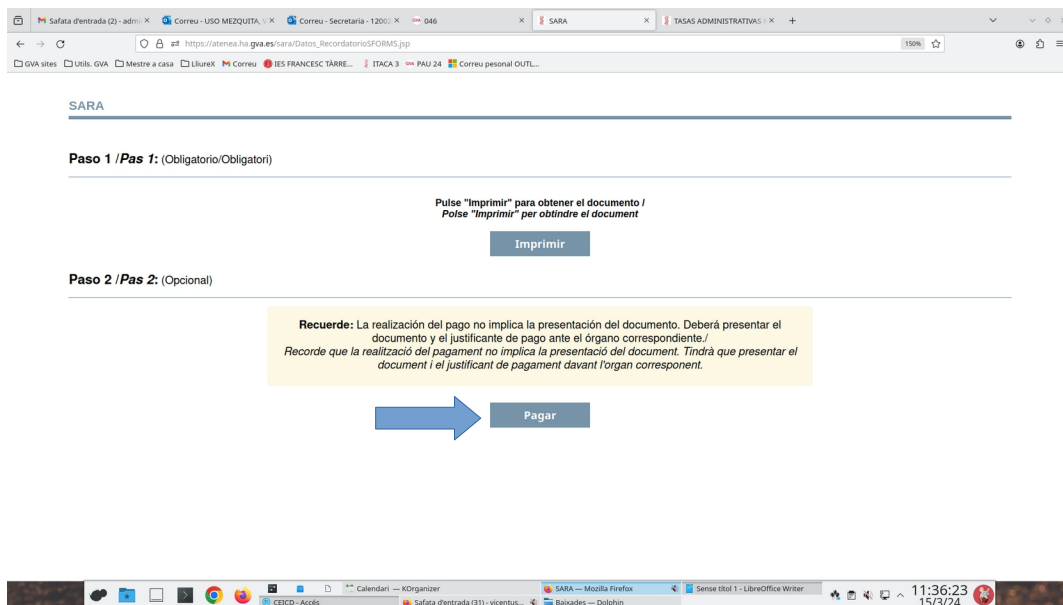 Safata d'entrada (2) - admi
Correu - USO MEZQUITA, V
Correu - Secretaria - 1200
GVA 046
SARA
TASAS ADMINISTRATIVAS
https://atenea.ha.gva.es/sara/Datos_RecordatorioSFORMS.jsp
150%
GVA sites
Utils. GVA
Mestre a casa
LliureX
Correu
IES FRANCESC TÀRRE...
ITACA 3
GVA PAU 24
Correu pesonal OUTL...
SARA
Paso 1 /Pas 1: (Obligatorio/Obligatori)
Pulse "Imprimir" para obtener el documento /
Polse "Imprimir" per obtindre el document
Imprimir
Paso 2 /Pas 2: (Opcional)
Recuerde: La realización del pago no implica la presentación del documento. Deberá presentar el
documento y el justificante de pago ante el órgano correspondiente./
Recorde que la realització del pagament no implica la presentació del document. Tindrà que presentar el
document i el justificant de pagament davant l'organ corresponent.
Pagar
Calendari — KOrganizer
SARA — Mozilla Firefox
Sense títol 1 - LibreOffice Writer
CEICD - Accés
Safata d'entrada (31) - vicentus...
Baixades — Dolphin
11:36:23
15/3/24